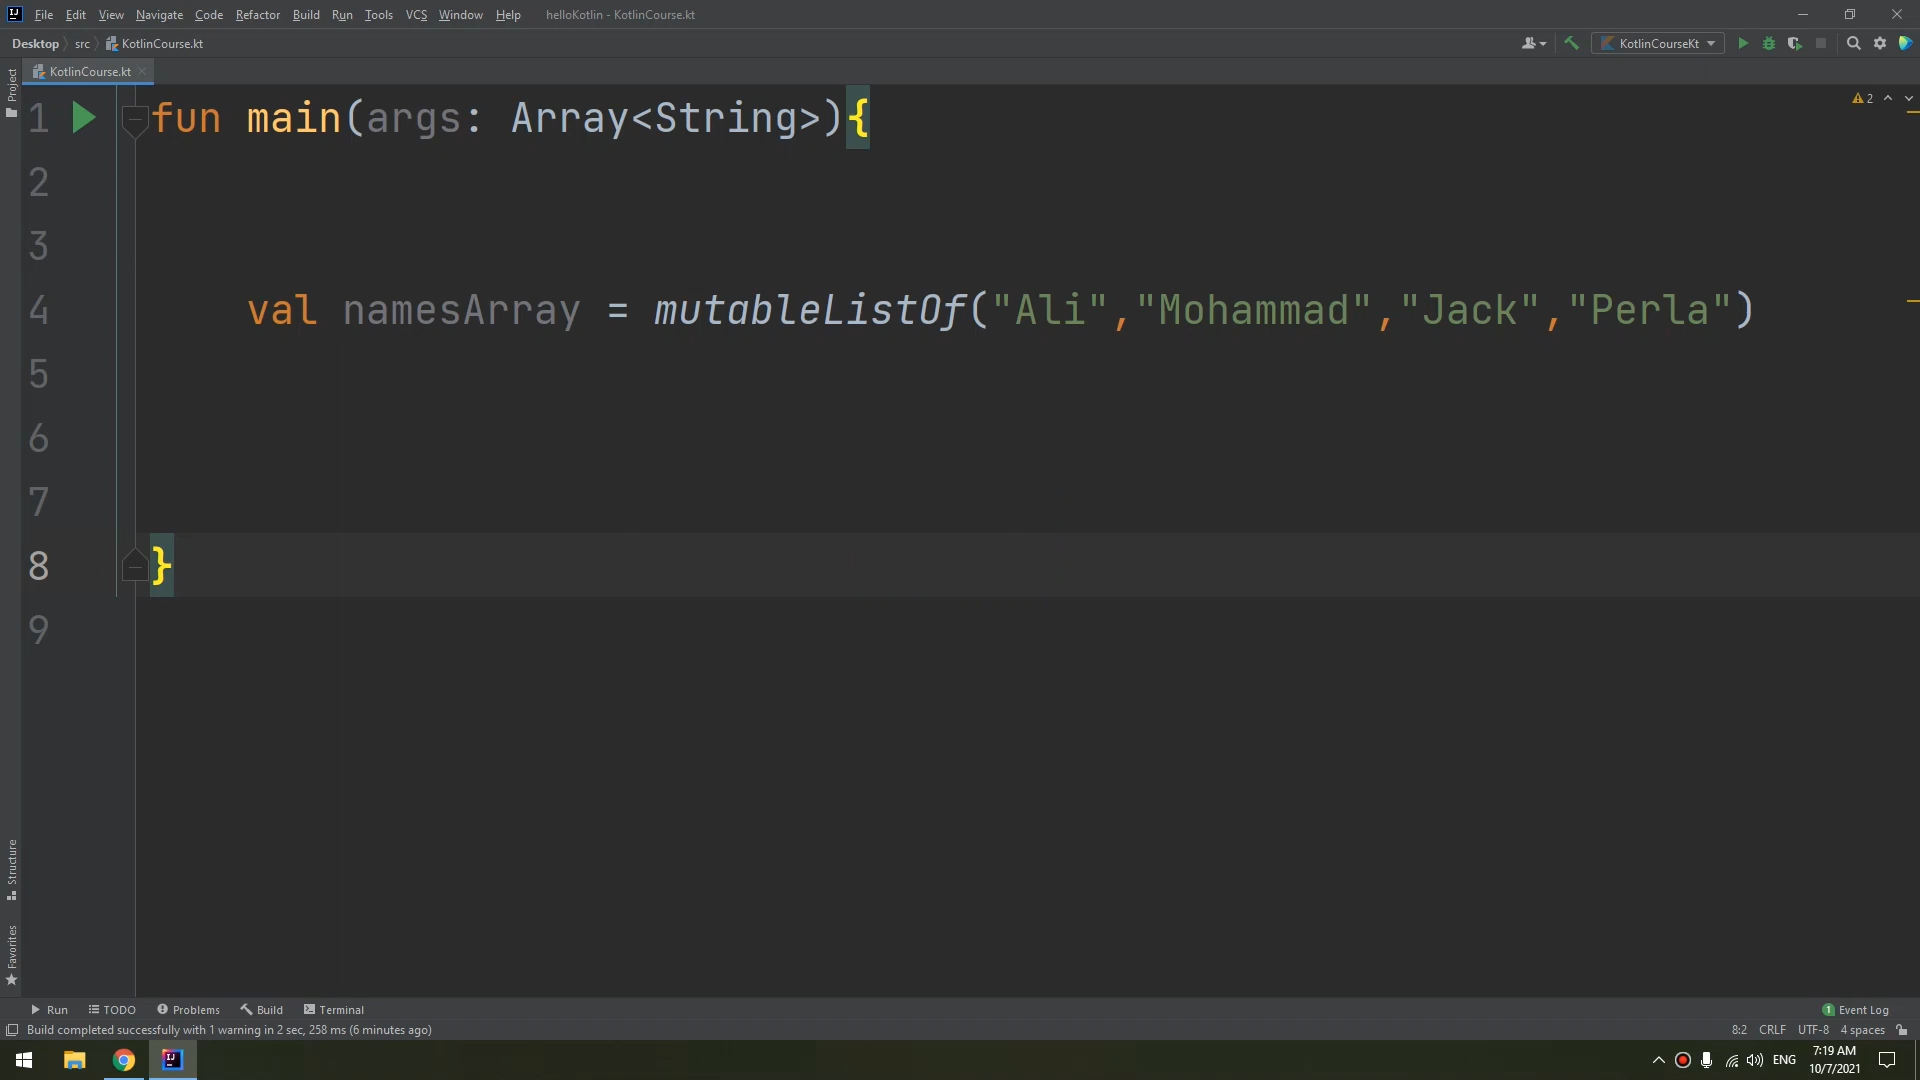 File Edit View Navigate Code Refactor Build Run Tools VCS Window Help helloKotlin - KotlinCourse.kt
Desktop src KotlinCourse.kt KotlinCourseKt
KotlinCourse.kt
Project
2
1 fun main(args: Array<String>){
2
3
4 val namesArray = mutableListOf("Ali","Mohammad","Jack","Perla")
5
6
7
8 }
9
Structure
Favorites
Run TODO Problems Build Terminal 1 Event Log
Build completed successfully with 1 warning in 2 sec, 258 ms (6 minutes ago) 8:2 CRLF UTF-8 4 spaces
ENG 7:19 AM
10/7/2021